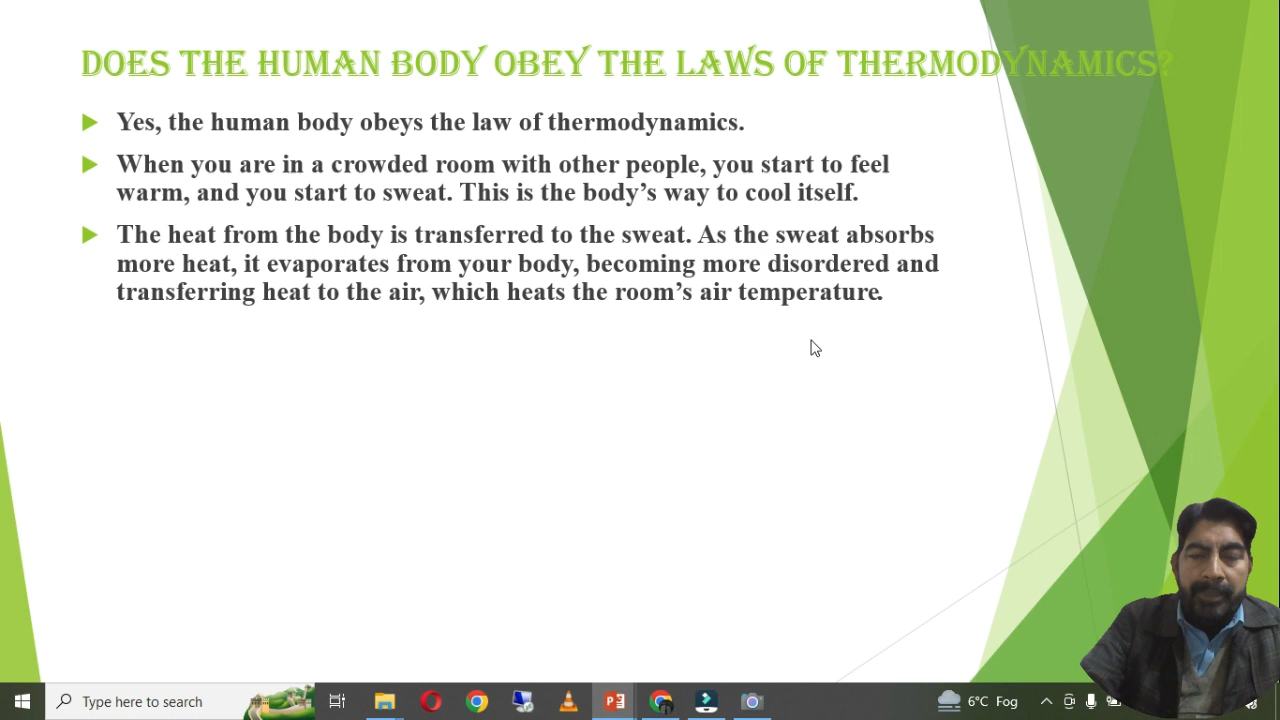 DOES THE HUMAN BODY OBEY THE LAWS OF THERMODYNAMICS?
Yes, the human body obeys the law of thermodynamics.
When you are in a crowded room with other people, you start to feel
warm, and you start to sweat. This is the body’s way to cool itself.
The heat from the body is transferred to the sweat. As the sweat absorbs
more heat, it evaporates from your body, becoming more disordered and
transferring heat to the air, which heats the room’s air temperature.
Type here to search
6°C Fog